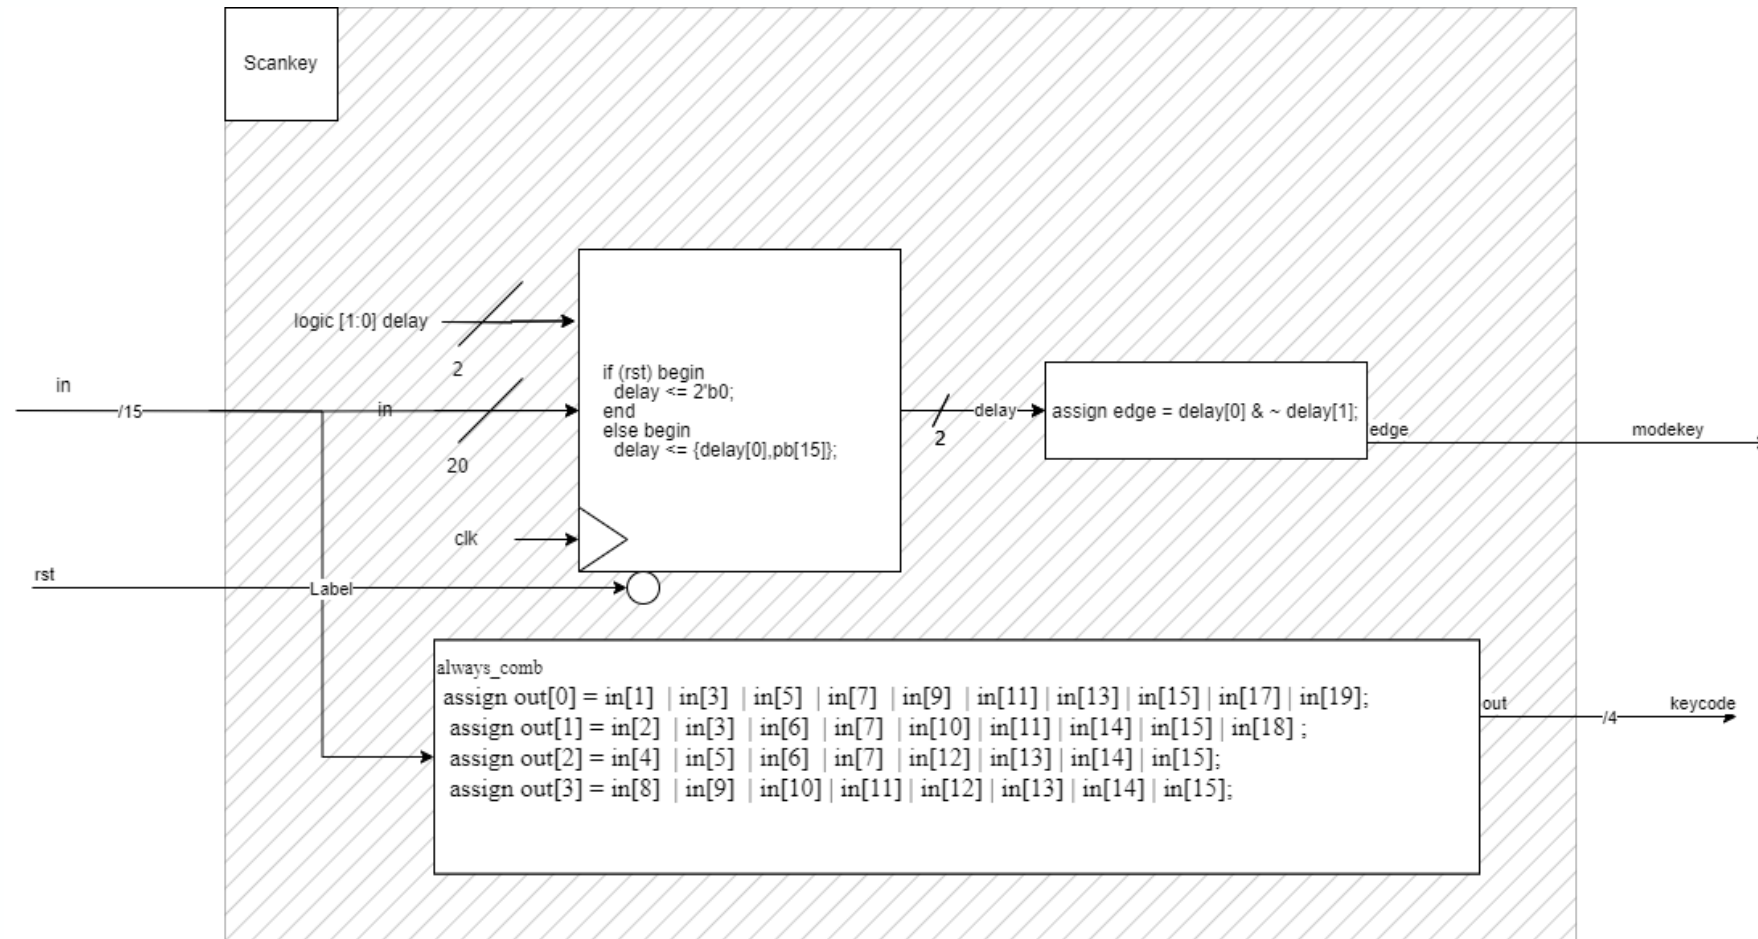 Scankey
logic [1:0] delay
2
in
/15
in
20
if (rst) begin
delay <= 2'b0;
end
else begin
delay <= {delay[0],pb[15]};
clk
2
delay
assign edge = delay[0] & ~ delay[1];
edge
modekey
rst
Label
always_comb
assign out[0] = in[1] | in[3] | in[5] | in[7] | in[9] | in[11] | in[13] | in[15] | in[17] | in[19];
assign out[1] = in[2] | in[3] | in[6] | in[7] | in[10] | in[11] | in[14] | in[15] | in[18] ;
assign out[2] = in[4] | in[5] | in[6] | in[7] | in[12] | in[13] | in[14] | in[15];
assign out[3] = in[8] | in[9] | in[10] | in[11] | in[12] | in[13] | in[14] | in[15];
out
/4
keycode